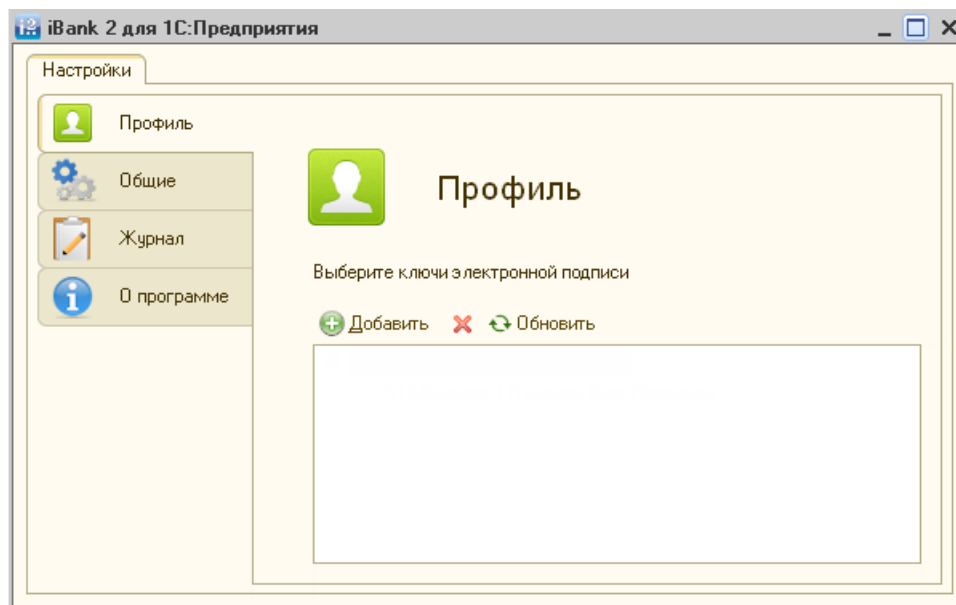 iBank 2 для 1С:Предприятия
Настройки
Профиль
Общие
Журнал
О программе
Профиль
Выберите ключи электронной подписи
Добавить Обновить